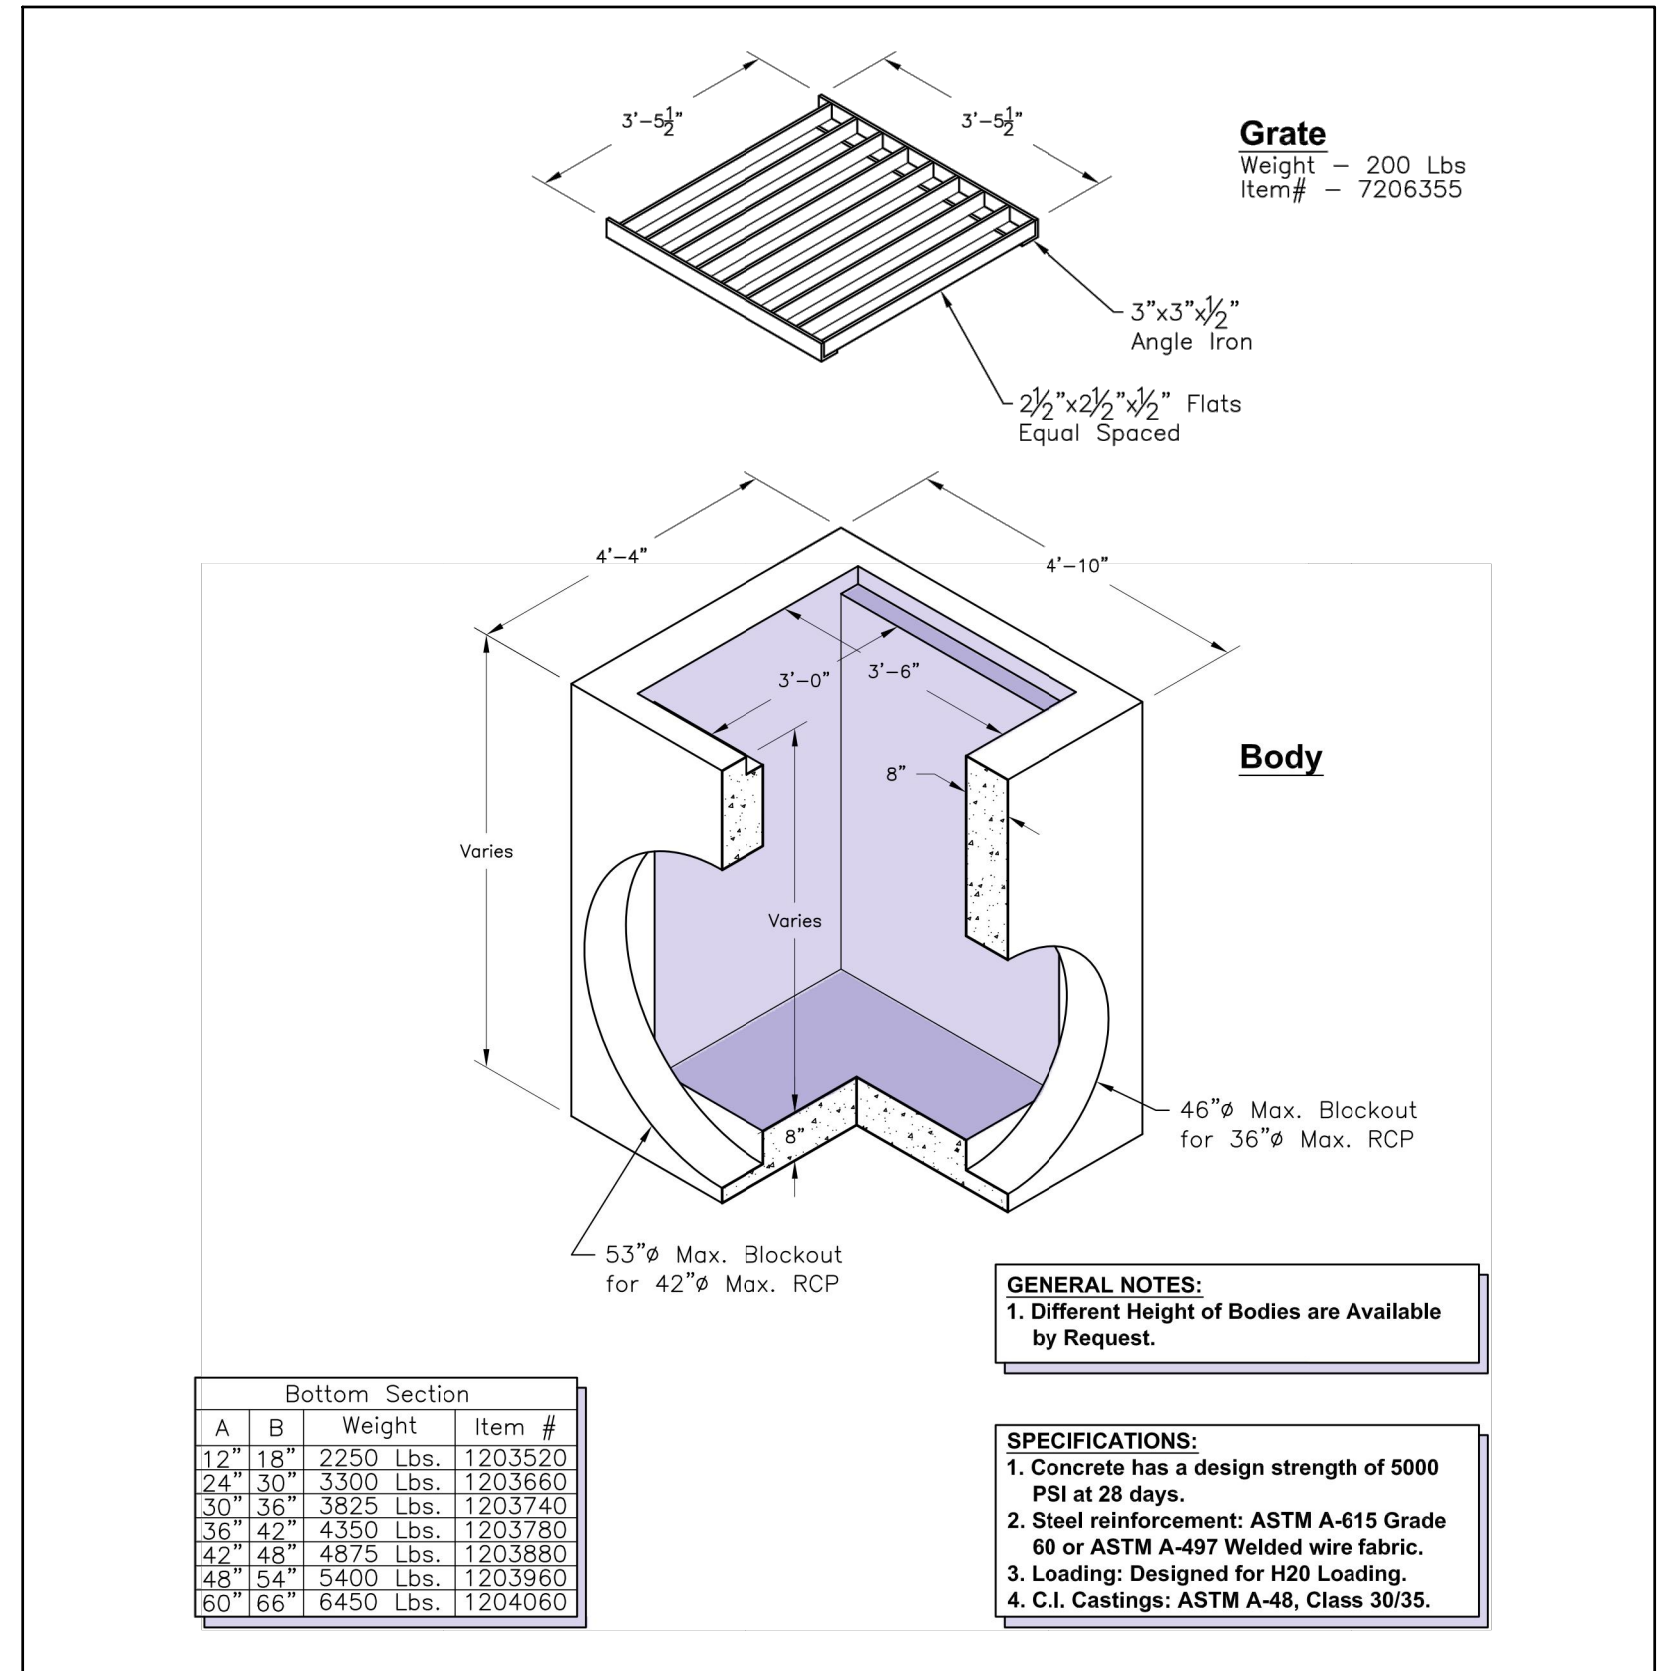 3'-5½"
3'-5½"
Grate
Weight - 200 Lbs
Item# - 7206355
3"x3"x½"
Angle Iron
2½"x2½"x½" Flats
Equal Spaced
4'-4"
4'-10"
3'-0"
3'-6"
Body
8"
Varies
Varies
46"ø Max. Blockout
for 36"ø Max. RCP
8"
53"ø Max. Blockout
for 42"ø Max. RCP
GENERAL NOTES:
1. Different Height of Bodies are Available
by Request.
Bottom Section
A B Weight Item #
12" 18" 2250 Lbs. 1203520
24" 30" 3300 Lbs. 1203660
30" 36" 3825 Lbs. 1203740
36" 42" 4350 Lbs. 1203780
42" 48" 4875 Lbs. 1203880
48" 54" 5400 Lbs. 1203960
60" 66" 6450 Lbs. 1204060
SPECIFICATIONS:
1. Concrete has a design strength of 5000
PSI at 28 days.
2. Steel reinforcement: ASTM A-615 Grade
60 or ASTM A-497 Welded wire fabric.
3. Loading: Designed for H20 Loading.
4. C.I. Castings: ASTM A-48, Class 30/35.